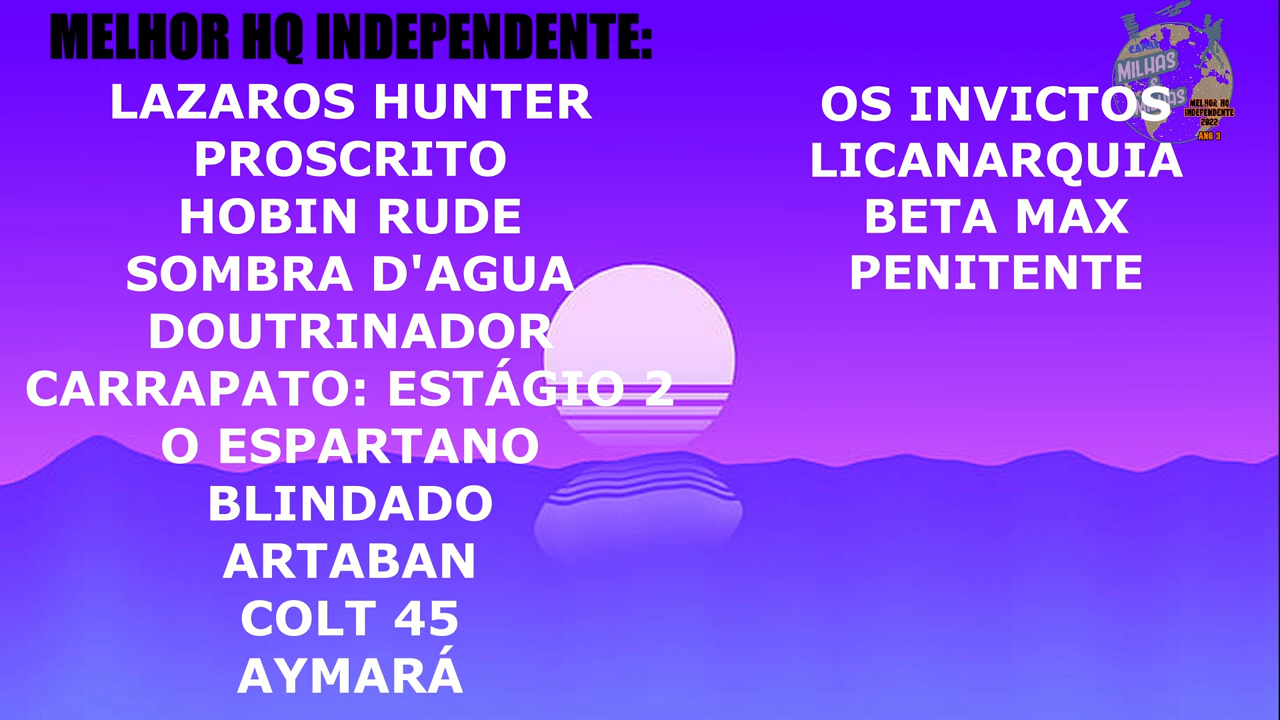 MELHOR HQ INDEPENDENTE:
LAZAROS HUNTER
PROSCRITO
HOBIN RUDE
SOMBRA D'AGUA
DOUTRINADOR
CARRAPATO: ESTÁGIO 2
O ESPARTANO
BLINDADO
ARTABAN
COLT 45
AYMARÁ
OS INVICTOS
LICANARQUIA
BETA MAX
PENITENTE
CANAL
MILHAS
&
MELHOR HQ
INDEPENDENTE
2022
ANO 3